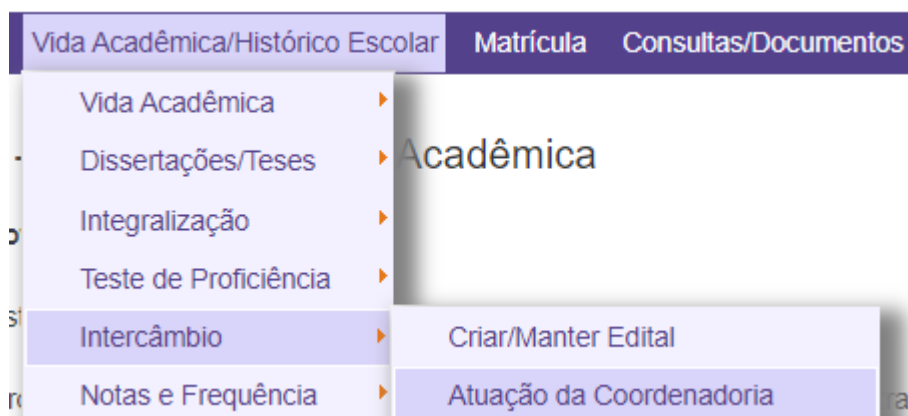 Vida Acadêmica/Histórico Escolar Matrícula Consultas/Documentos
Vida Acadêmica
Acadêmica
Dissertações/Teses
Integralização
Teste de Proficiência
Intercâmbio
Criar/Manter Edital
Notas e Frequência
Atuação da Coordenadoria